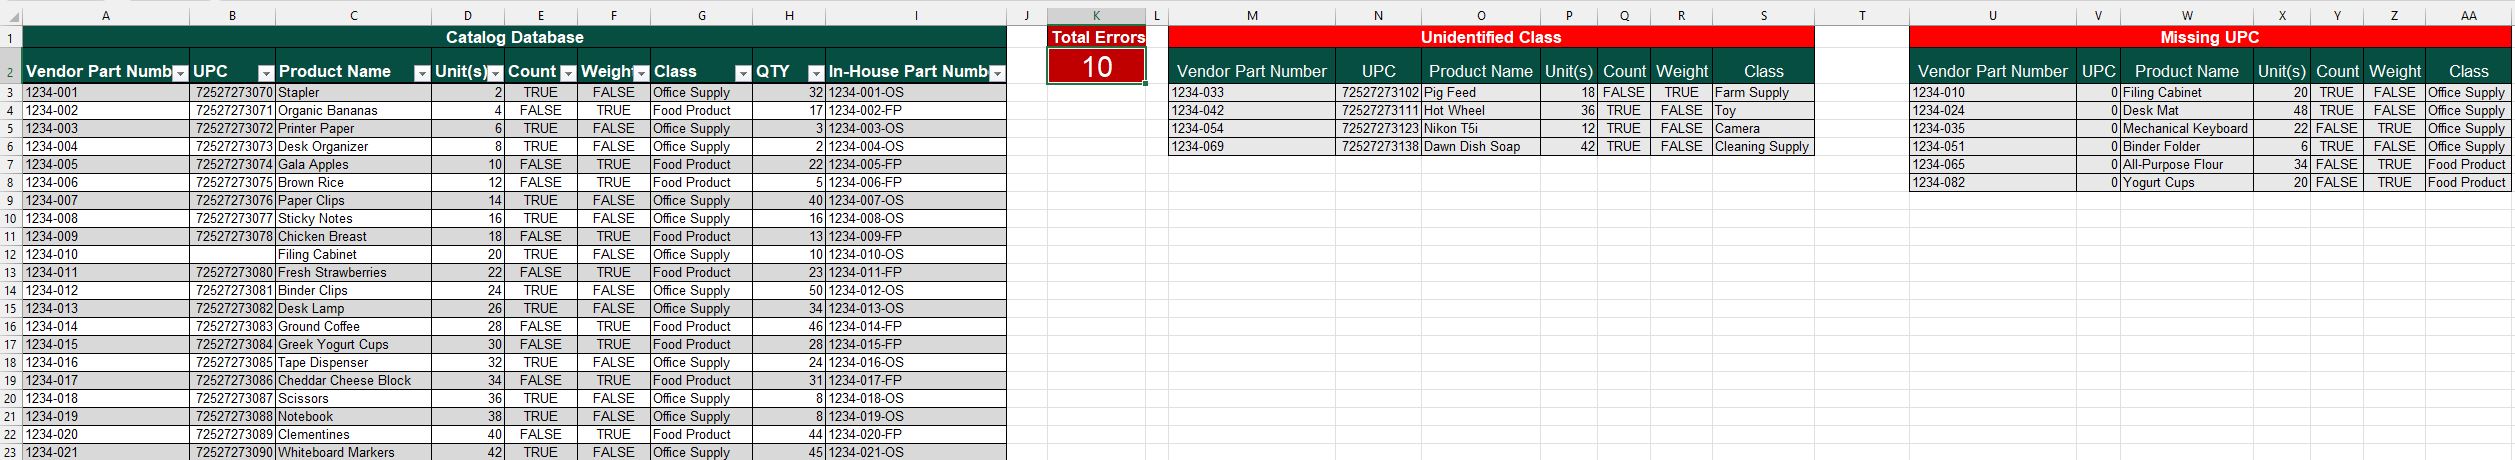 A B C D E F G H I J K L M N O P Q R S T U V W X Y Z AA
1 Catalog Database Total Errors Unidentified Class Missing UPC
2 Vendor Part Numb UPC Product Name Unit(s) Count Weigh Class QTY In-House Part Numb 10 Vendor Part Number UPC Product Name Unit(s) Count Weight Class Vendor Part Number UPC Product Name Unit(s) Count Weight Class
3 1234-001 72527273070 Stapler 2 TRUE FALSE Office Supply 32 1234-001-OS 1234-033 72527273102 Pig Feed 18 FALSE TRUE Farm Supply 1234-010 0 Filing Cabinet 20 TRUE FALSE Office Supply
4 1234-002 72527273071 Organic Bananas 4 FALSE TRUE Food Product 17 1234-002-FP 1234-042 72527273111 Hot Wheel 36 TRUE FALSE Toy 1234-024 0 Desk Mat 48 TRUE FALSE Office Supply
5 1234-003 72527273072 Printer Paper 6 TRUE FALSE Office Supply 3 1234-003-OS 1234-054 72527273123 Nikon T5i 12 TRUE FALSE Camera 1234-035 0 Mechanical Keyboard 22 FALSE TRUE Office Supply
6 1234-004 72527273073 Desk Organizer 8 TRUE FALSE Office Supply 2 1234-004-OS 1234-069 72527273138 Dawn Dish Soap 42 TRUE FALSE Cleaning Supply 1234-051 0 Binder Folder 6 TRUE FALSE Office Supply
7 1234-005 72527273074 Gala Apples 10 FALSE TRUE Food Product 22 1234-005-FP 1234-065 0 All-Purpose Flour 34 FALSE TRUE Food Product
8 1234-006 72527273075 Brown Rice 12 FALSE TRUE Food Product 5 1234-006-FP 1234-082 0 Yogurt Cups 20 FALSE TRUE Food Product
9 1234-007 72527273076 Paper Clips 14 TRUE FALSE Office Supply 40 1234-007-OS
10 1234-008 72527273077 Sticky Notes 16 TRUE FALSE Office Supply 16 1234-008-OS
11 1234-009 72527273078 Chicken Breast 18 FALSE TRUE Food Product 13 1234-009-FP
12 1234-010 Filing Cabinet 20 TRUE FALSE Office Supply 10 1234-010-OS
13 1234-011 72527273080 Fresh Strawberries 22 FALSE TRUE Food Product 23 1234-011-FP
14 1234-012 72527273081 Binder Clips 24 TRUE FALSE Office Supply 50 1234-012-OS
15 1234-013 72527273082 Desk Lamp 26 TRUE FALSE Office Supply 34 1234-013-OS
16 1234-014 72527273083 Ground Coffee 28 FALSE TRUE Food Product 46 1234-014-FP
17 1234-015 72527273084 Greek Yogurt Cups 30 FALSE TRUE Food Product 28 1234-015-FP
18 1234-016 72527273085 Tape Dispenser 32 TRUE FALSE Office Supply 24 1234-016-OS
19 1234-017 72527273086 Cheddar Cheese Block 34 FALSE TRUE Food Product 31 1234-017-FP
20 1234-018 72527273087 Scissors 36 TRUE FALSE Office Supply 8 1234-018-OS
21 1234-019 72527273088 Notebook 38 TRUE FALSE Office Supply 8 1234-019-OS
22 1234-020 72527273089 Clementines 40 FALSE TRUE Food Product 44 1234-020-FP
23 1234-021 72527273090 Whiteboard Markers 42 TRUE FALSE Office Supply 45 1234-021-OS